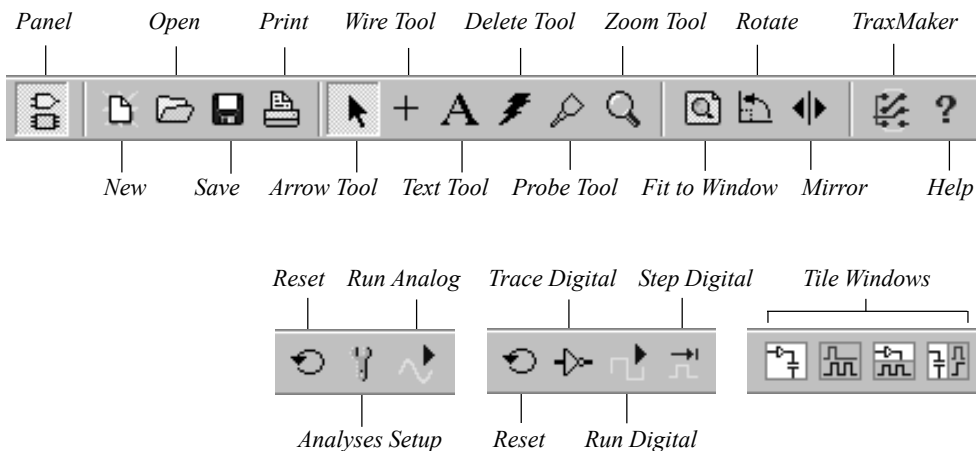 Panel Open Print Wire Tool Delete Tool Zoom Tool Rotate TraxMaker
A ?
New Save Arrow Tool Text Tool Probe Tool Fit to Window Mirror Help
Reset Run Analog Trace Digital Step Digital Tile Windows
Analyses Setup Reset Run Digital